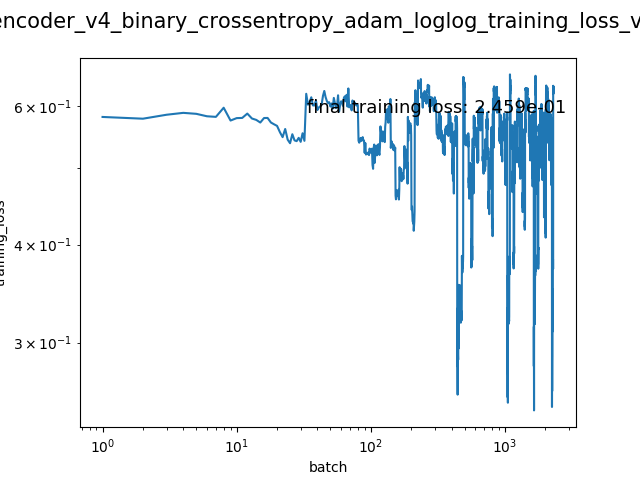 encoder_v4_binary_crossentropy_adam_loglog_training_loss_v
final training loss: 2.459e-01
6 × 10⁻¹
4 × 10⁻¹
3 × 10⁻¹
training_loss
10⁰ 10¹ 10² 10³
batch